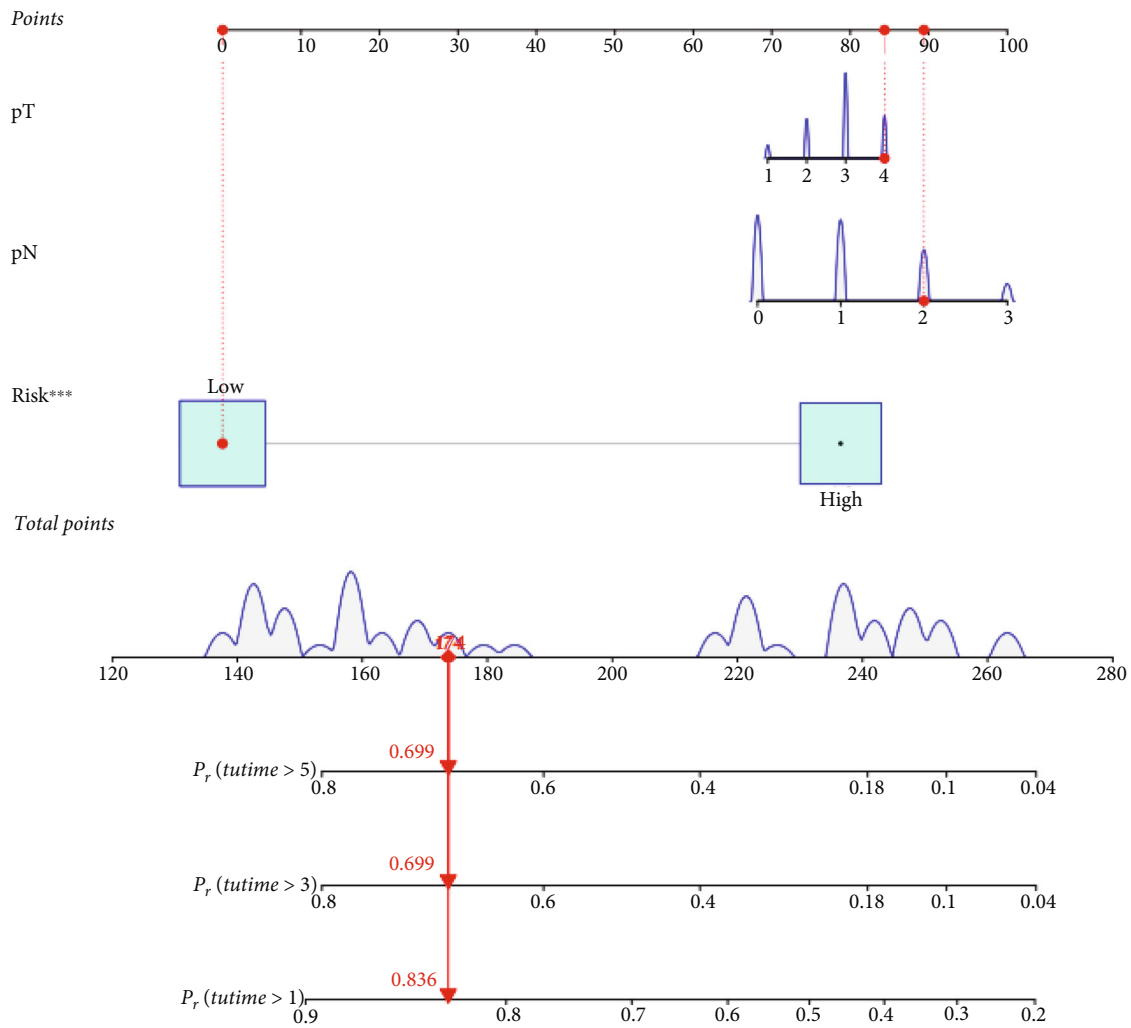 Points
0 10 20 30 40 50 60 70 80 90 100
pT
1 2 3 4
pN
0 1 2 3
Risk***
Low
High
Total points
174
120 140 160 180 200 220 240 260 280
0.699
Pr (tutime > 5)
0.8 0.6 0.4 0.18 0.1 0.04
0.699
Pr (tutime > 3)
0.8 0.6 0.4 0.18 0.1 0.04
0.836
Pr (tutime > 1)
0.9 0.8 0.7 0.6 0.5 0.4 0.3 0.2